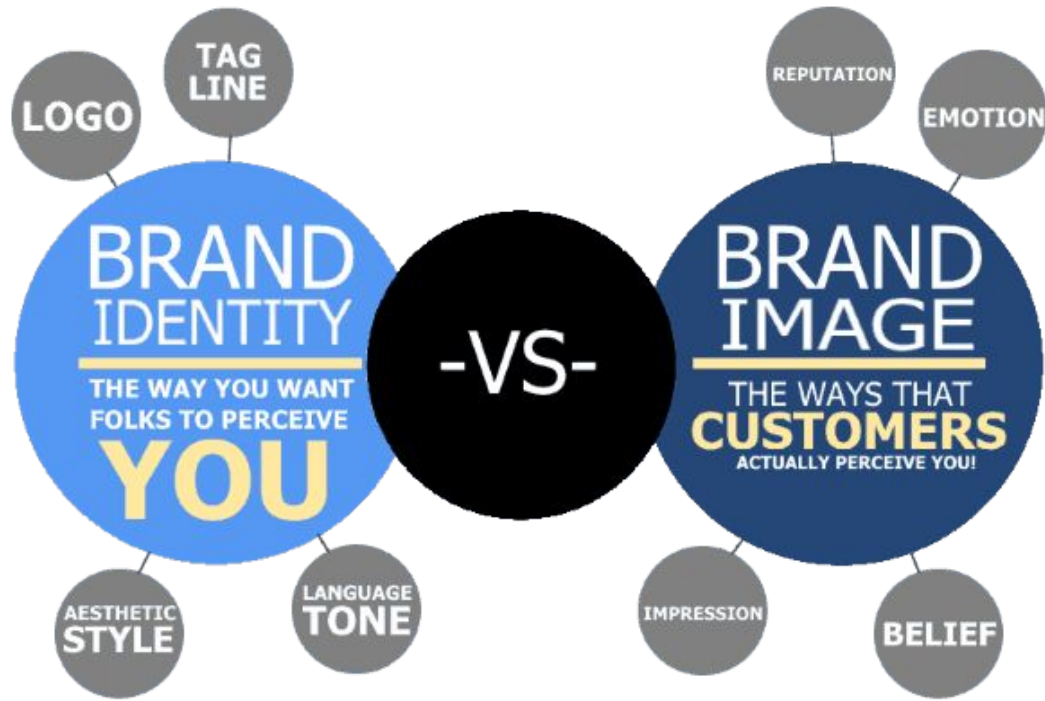 LOGO
TAG
LINE
BRAND
IDENTITY
THE WAY YOU WANT
FOLKS TO PERCEIVE
YOU
AESTHETIC
STYLE
LANGUAGE
TONE
-VS-
REPUTATION
EMOTION
BRAND
IMAGE
THE WAYS THAT
CUSTOMERS
ACTUALLY PERCEIVE YOU!
IMPRESSION
BELIEF